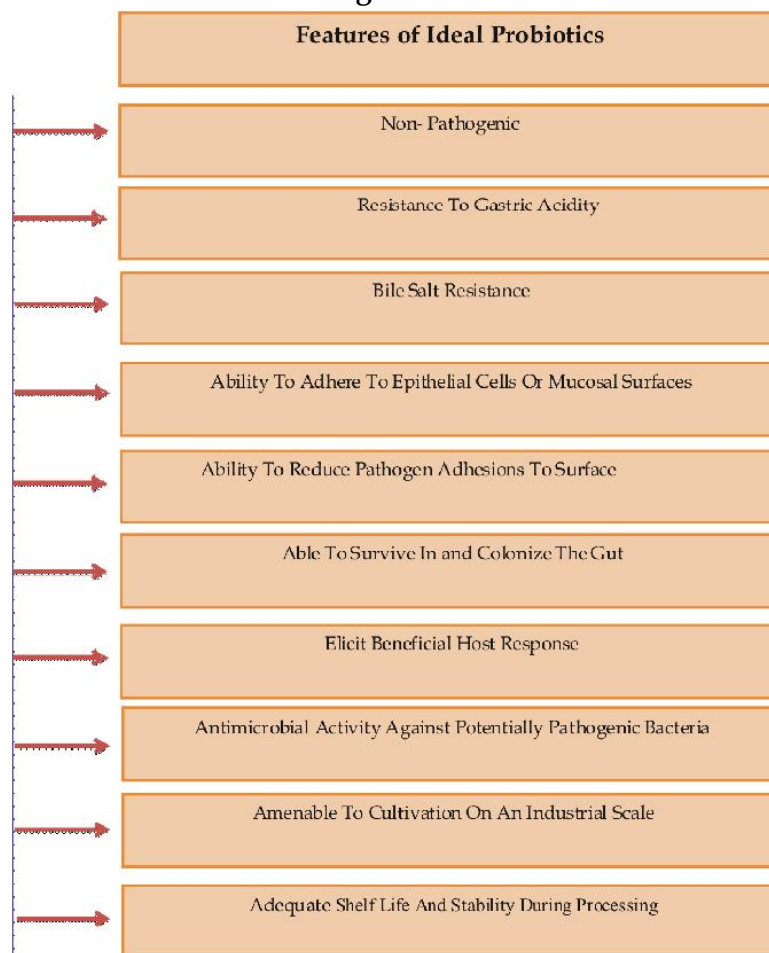 Features of Ideal Probiotics
Non- Pathogenic
Resistance To Gastric Acidity
Bile Salt Resistance
Ability To Adhere To Epithelial Cells Or Mucosal Surfaces
Ability To Reduce Pathogen Adhesions To Surface
Able To Survive In and Colonize The Gut
Elicit Beneficial Host Response
Antimicrobial Activity Against Potentially Pathogenic Bacteria
Amenable To Cultivation On An Industrial Scale
Adequate Shelf Life And Stability During Processing